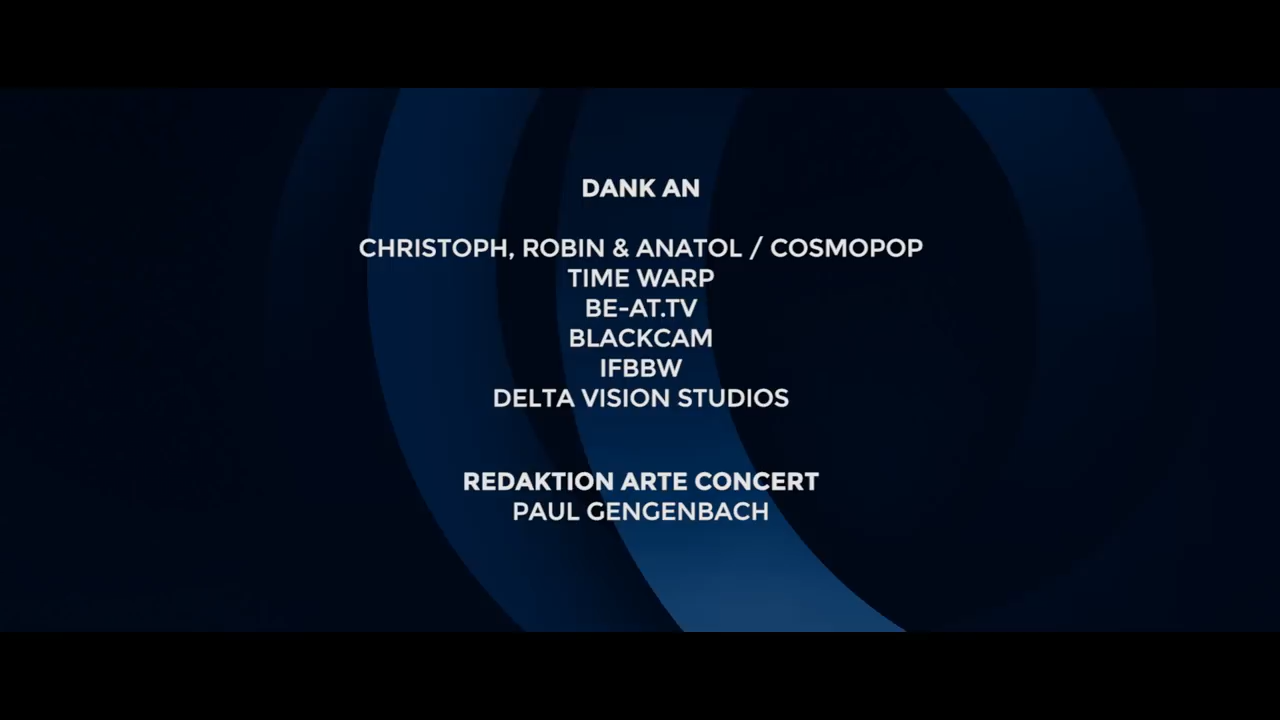 DANK AN
CHRISTOPH, ROBIN & ANATOL / COSMOPOP
TIME WARP
BE-AT.TV
BLACKCAM
IFBBW
DELTA VISION STUDIOS
REDAKTION ARTE CONCERT
PAUL GENGENBACH